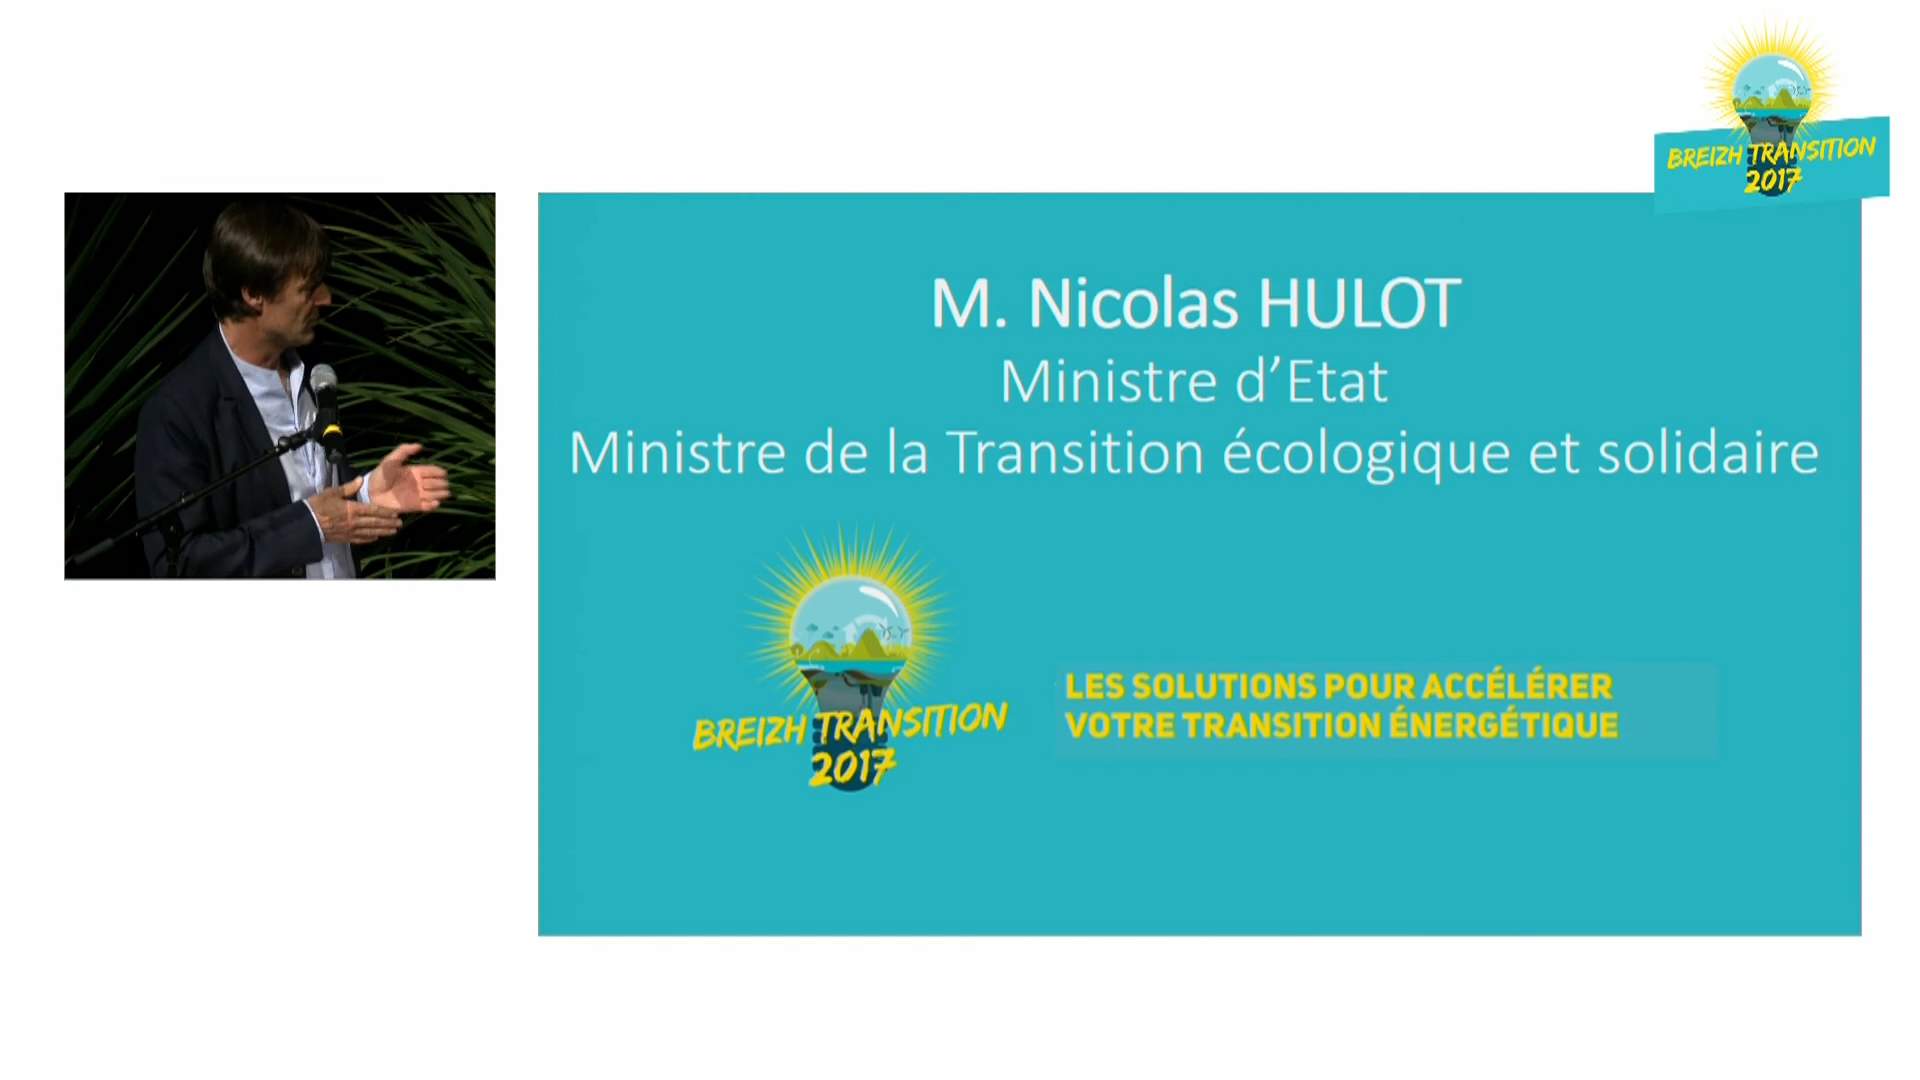 BREIZH TRANSITION
2017
M. Nicolas HULOT
Ministre d’Etat
Ministre de la Transition écologique et solidaire
BREIZH TRANSITION
2017
LES SOLUTIONS POUR ACCÉLÉRER
VOTRE TRANSITION ÉNERGÉTIQUE